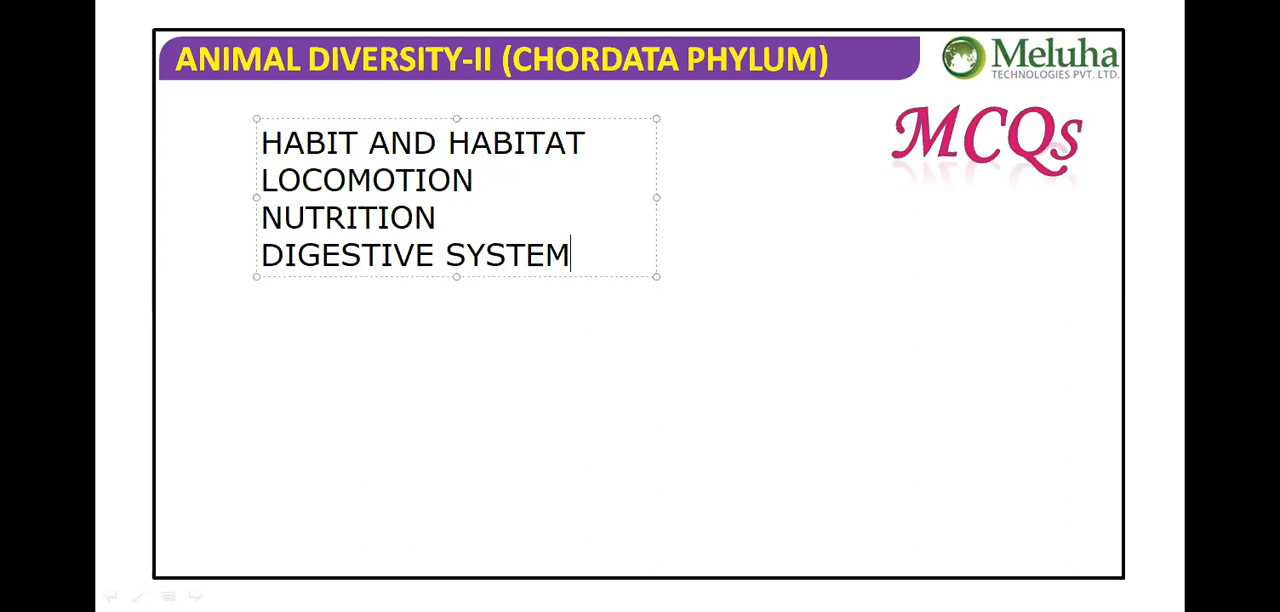 ANIMAL DIVERSITY-II (CHORDATA PHYLUM)
Meluha
TECHNOLOGIES PVT. LTD.
MCQs
HABIT AND HABITAT
LOCOMOTION
NUTRITION
DIGESTIVE SYSTEM